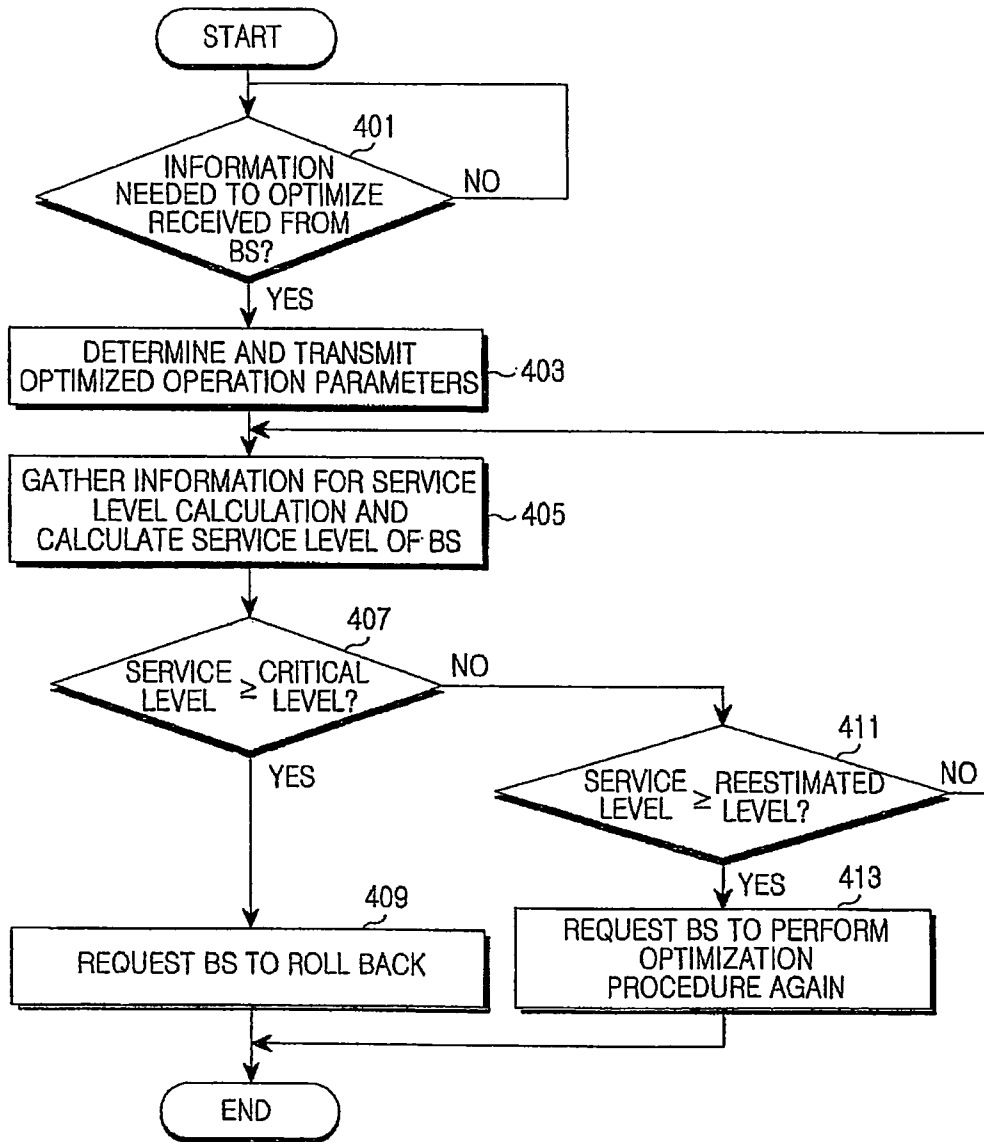 START
401
INFORMATION
NEEDED TO OPTIMIZE
RECEIVED FROM
BS?
NO
YES
DETERMINE AND TRANSMIT
OPTIMIZED OPERATION PARAMETERS
403
GATHER INFORMATION FOR SERVICE
LEVEL CALCULATION AND
CALCULATE SERVICE LEVEL OF BS
405
407
SERVICE LEVEL ≥ CRITICAL LEVEL?
NO
YES
411
SERVICE LEVEL ≥ REESTIMATED LEVEL?
NO
YES
409
REQUEST BS TO ROLL BACK
413
REQUEST BS TO PERFORM
OPTIMIZATION
PROCEDURE AGAIN
END